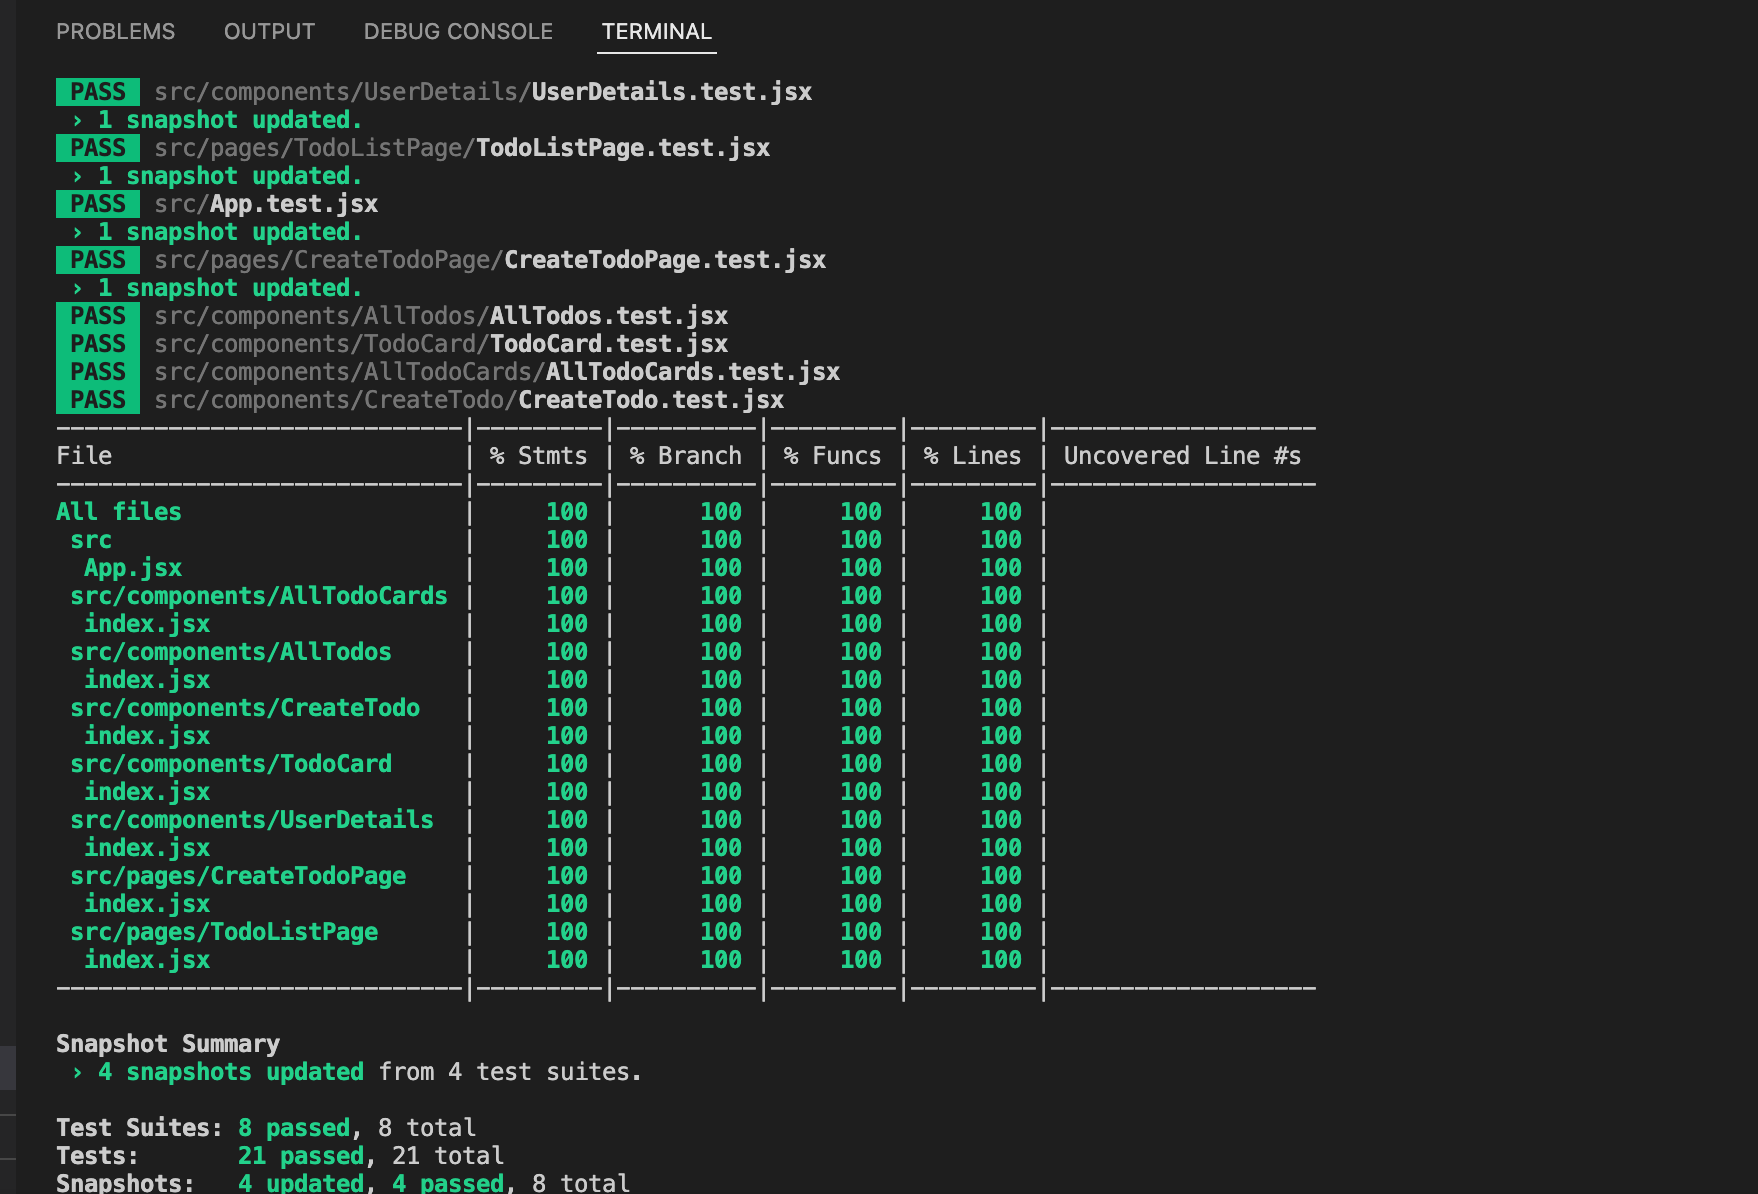 PROBLEMS OUTPUT DEBUG CONSOLE TERMINAL
PASS src/components/UserDetails/UserDetails.test.jsx
› 1 snapshot updated.
PASS src/pages/TodoListPage/TodoListPage.test.jsx
› 1 snapshot updated.
PASS src/App.test.jsx
› 1 snapshot updated.
PASS src/pages/CreateTodoPage/CreateTodoPage.test.jsx
› 1 snapshot updated.
PASS src/components/AllTodos/AllTodos.test.jsx
PASS src/components/TodoCard/TodoCard.test.jsx
PASS src/components/AllTodoCards/AllTodoCards.test.jsx
PASS src/components/CreateTodo/CreateTodo.test.jsx
-----------------------------|---------|----------|---------|---------|-------------------
File | % Stmts | % Branch | % Funcs | % Lines | Uncovered Line #s
-----------------------------|---------|----------|---------|---------|-------------------
All files | 100 | 100 | 100 | 100 |
src | 100 | 100 | 100 | 100 |
App.jsx | 100 | 100 | 100 | 100 |
src/components/AllTodoCards | 100 | 100 | 100 | 100 |
index.jsx | 100 | 100 | 100 | 100 |
src/components/AllTodos | 100 | 100 | 100 | 100 |
index.jsx | 100 | 100 | 100 | 100 |
src/components/CreateTodo | 100 | 100 | 100 | 100 |
index.jsx | 100 | 100 | 100 | 100 |
src/components/TodoCard | 100 | 100 | 100 | 100 |
index.jsx | 100 | 100 | 100 | 100 |
src/components/UserDetails | 100 | 100 | 100 | 100 |
index.jsx | 100 | 100 | 100 | 100 |
src/pages/CreateTodoPage | 100 | 100 | 100 | 100 |
index.jsx | 100 | 100 | 100 | 100 |
src/pages/TodoListPage | 100 | 100 | 100 | 100 |
index.jsx | 100 | 100 | 100 | 100 |
-----------------------------|---------|----------|---------|---------|-------------------
Snapshot Summary
› 4 snapshots updated from 4 test suites.
Test Suites: 8 passed, 8 total
Tests: 21 passed, 21 total
Snapshots: 4 updated, 4 passed, 8 total